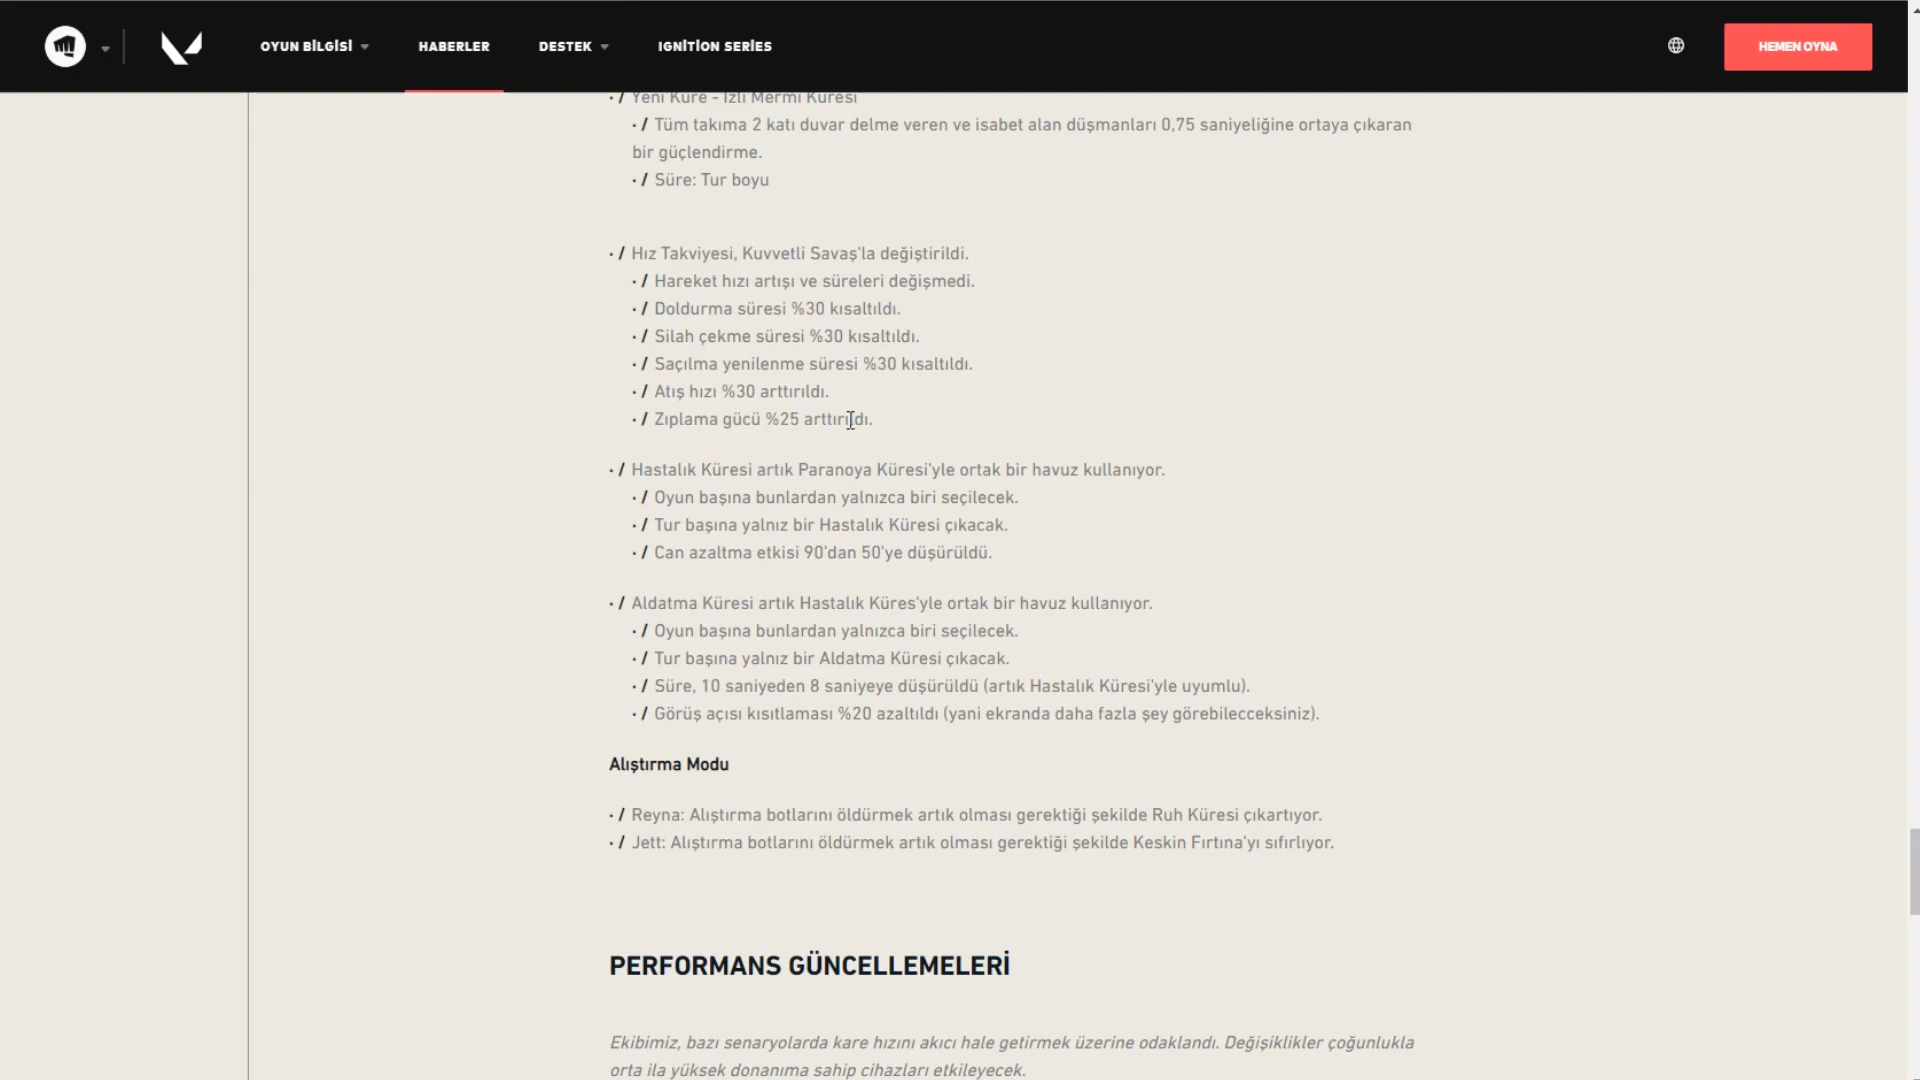 OYUN BİLGİSİ
HABERLER
DESTEK
IGNITION SERIES
HEMEN OYNA
· / Yeni Küre - İzli Mermi Küresi
· / Tüm takıma 2 katı duvar delme veren ve isabet alan düşmanları 0,75 saniyeliğine ortaya çıkaran
bir güçlendirme.
· / Süre: Tur boyu
· / Hız Takviyesi, Kuvvetli Savaş'la değiştirildi.
· / Hareket hızı artışı ve süreleri değişmedi.
· / Doldurma süresi %30 kısaltıldı.
· / Silah çekme süresi %30 kısaltıldı.
· / Saçılma yenilenme süresi %30 kısaltıldı.
· / Atış hızı %30 arttırıldı.
· / Zıplama gücü %25 arttırıldı.
· / Hastalık Küresi artık Paranoya Küresi'yle ortak bir havuz kullanıyor.
· / Oyun başına bunlardan yalnızca biri seçilecek.
· / Tur başına yalnız bir Hastalık Küresi çıkacak.
· / Can azaltma etkisi 90'dan 50'ye düşürüldü.
· / Aldatma Küresi artık Hastalık Küres'yle ortak bir havuz kullanıyor.
· / Oyun başına bunlardan yalnızca biri seçilecek.
· / Tur başına yalnız bir Aldatma Küresi çıkacak.
· / Süre, 10 saniyeden 8 saniyeye düşürüldü (artık Hastalık Küresi'yle uyumlu).
· / Görüş açısı kısıtlaması %20 azaltıldı (yani ekranda daha fazla şey görebilecceksiniz).
Alıştırma Modu
· / Reyna: Alıştırma botlarını öldürmek artık olması gerektiği şekilde Ruh Küresi çıkartıyor.
· / Jett: Alıştırma botlarını öldürmek artık olması gerektiği şekilde Keskin Fırtına'yı sıfırlıyor.
PERFORMANS GÜNCELLEMELERİ
Ekibimiz, bazı senaryolarda kare hızını akıcı hale getirmek üzerine odaklandı. Değişiklikler çoğunlukla
orta ila yüksek donanıma sahip cihazları etkileyecek.